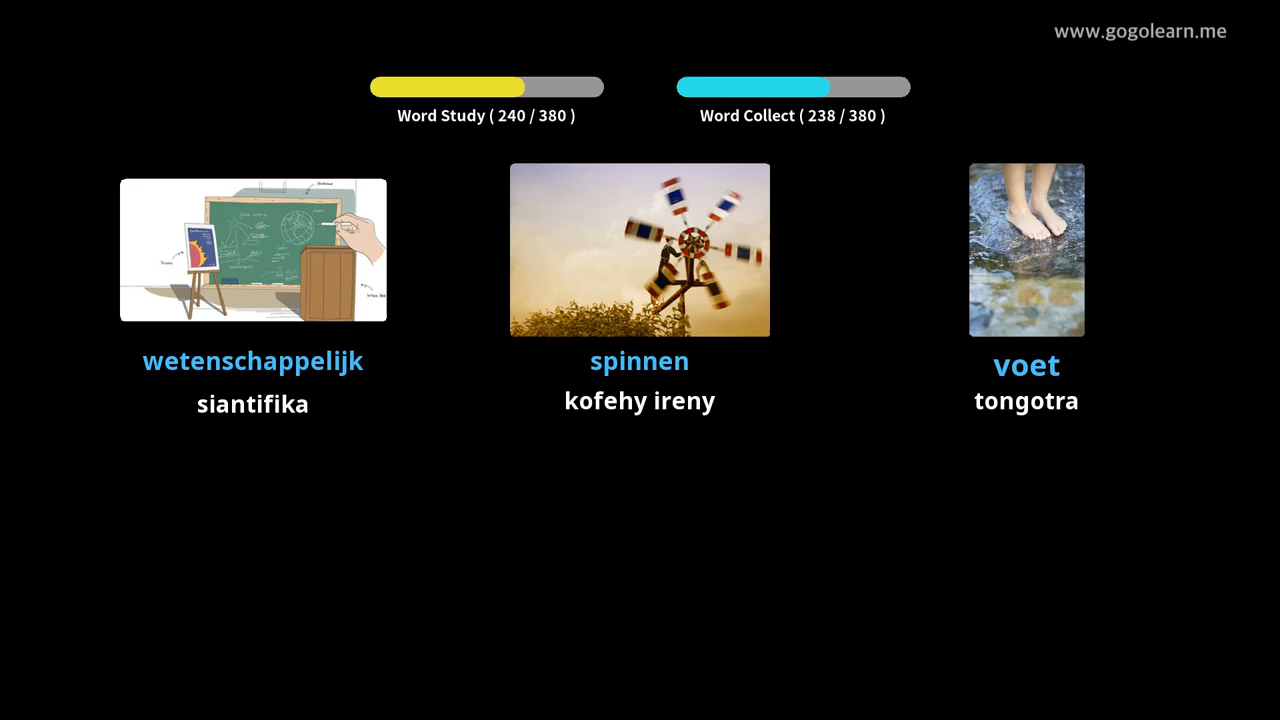 www.gogolearn.me
Word Study ( 240 / 380 )
Word Collect ( 238 / 380 )
wetenschappelijk
spinnen
voet
siantifika
kofehy ireny
tongotra